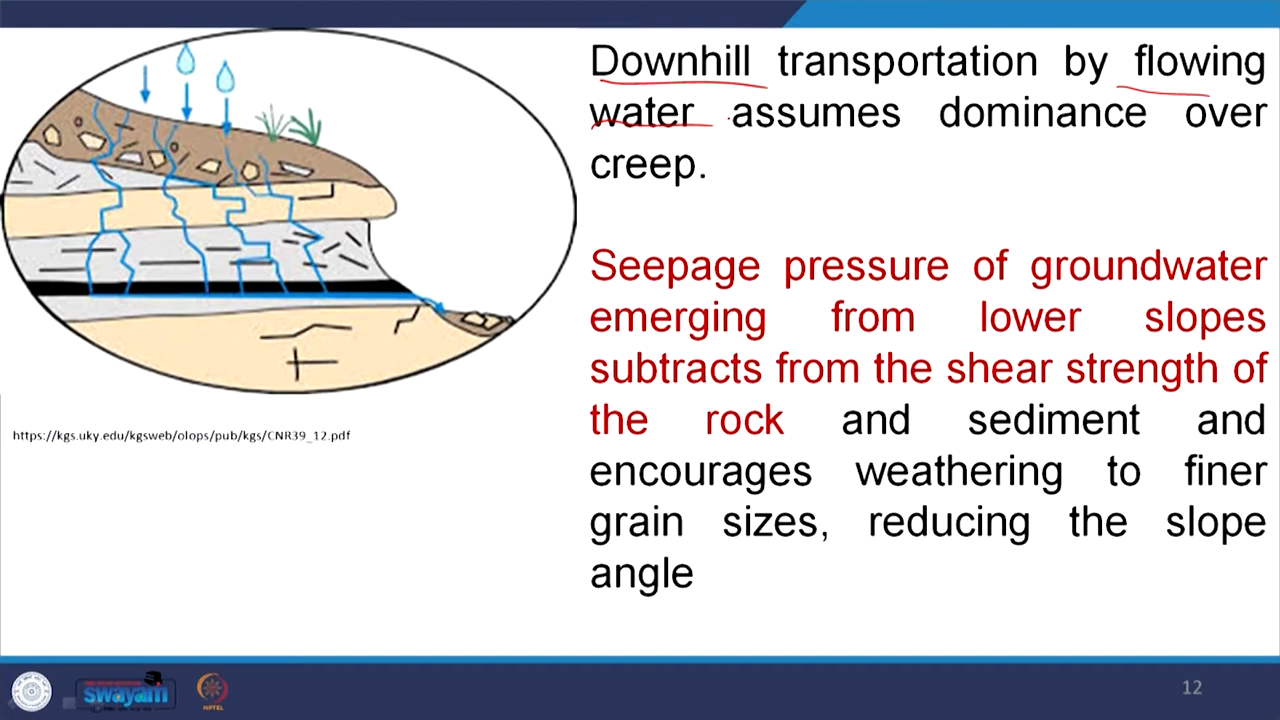 Downhill transportation by flowing
water assumes dominance over
creep.
Seepage pressure of groundwater
emerging from lower slopes
subtracts from the shear strength of
the rock and sediment and
encourages weathering to finer
grain sizes, reducing the slope
angle
https://kgs.uky.edu/kgsweb/olops/pub/kgs/CNR39_12.pdf
swayam
NPTEL
12